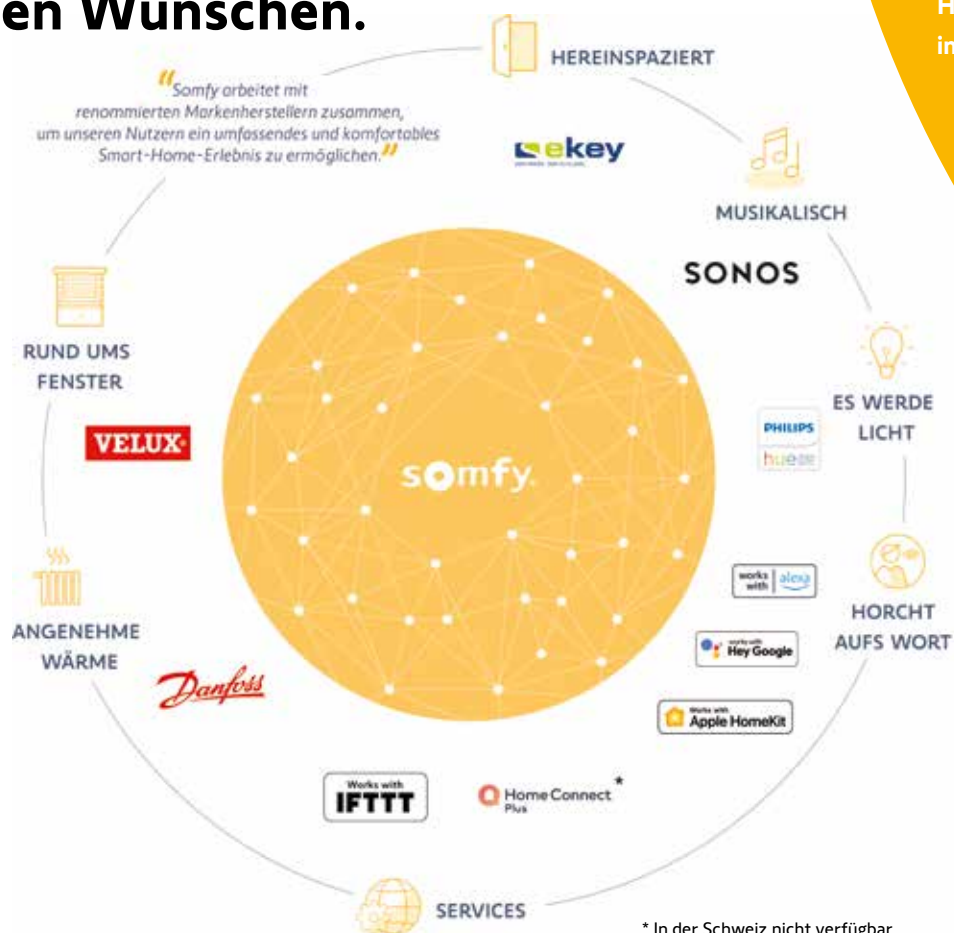 en Wünschen.
H
in
HEREINSPAZIERT
"Somfy arbeitet mit
renommierten Markenherstellern zusammen,
um unseren Nutzern ein umfassendes und komfortables
Smart-Home-Erlebnis zu ermöglichen."
ekey
MUSIKALISCH
SONOS
RUND UMS
FENSTER
VELUX
ES WERDE
LICHT
PHILIPS
hue
somfy.
works with | alexa
HORCHT
AUFS WORT
works with
Hey Google
ANGENEHME
WÄRME
Danfoss
Works with
Apple HomeKit
Works with
IFTTT
Home Connect *
Plus
SERVICES
* In der Schweiz nicht verfügbar